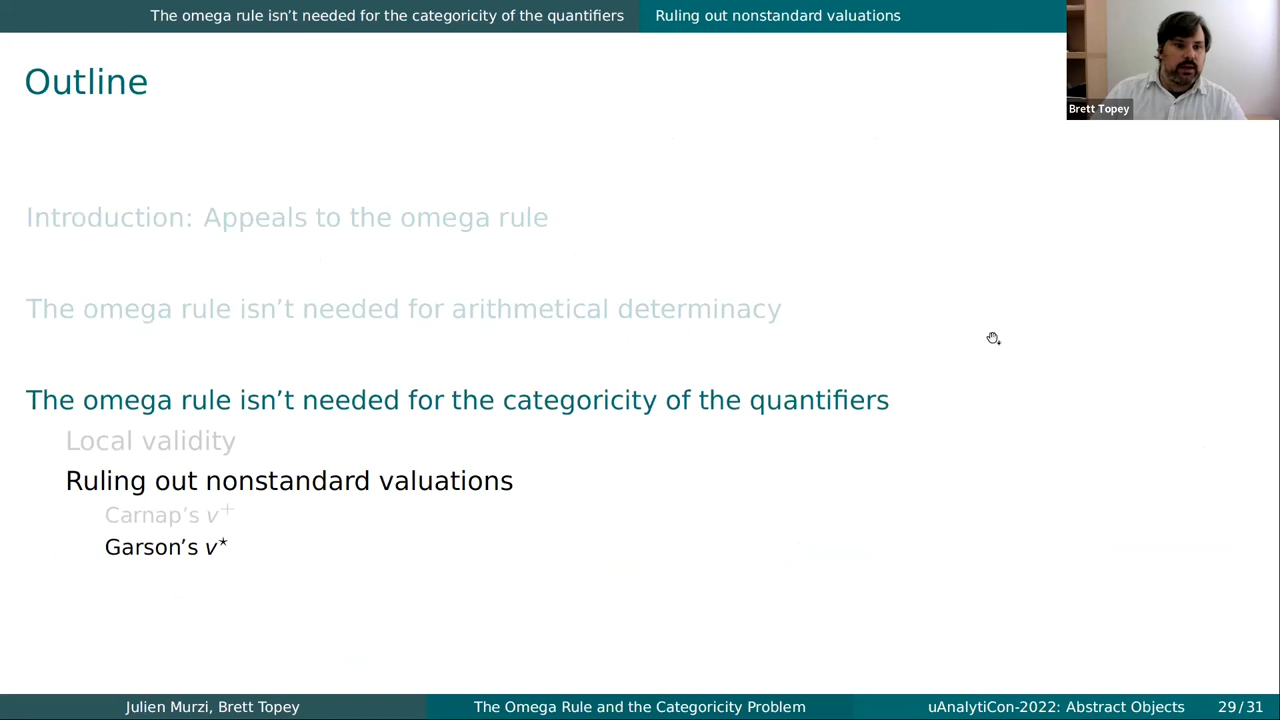 The omega rule isn’t needed for the categoricity of the quantifiers
Ruling out nonstandard valuations
Outline
Brett Topey
Introduction: Appeals to the omega rule
The omega rule isn’t needed for arithmetical determinacy
The omega rule isn’t needed for the categoricity of the quantifiers
Local validity
Ruling out nonstandard valuations
Carnap’s v⁺
Garson’s v⋆
Julien Murzi, Brett Topey
The Omega Rule and the Categoricity Problem
uAnalytiCon-2022: Abstract Objects
29/31